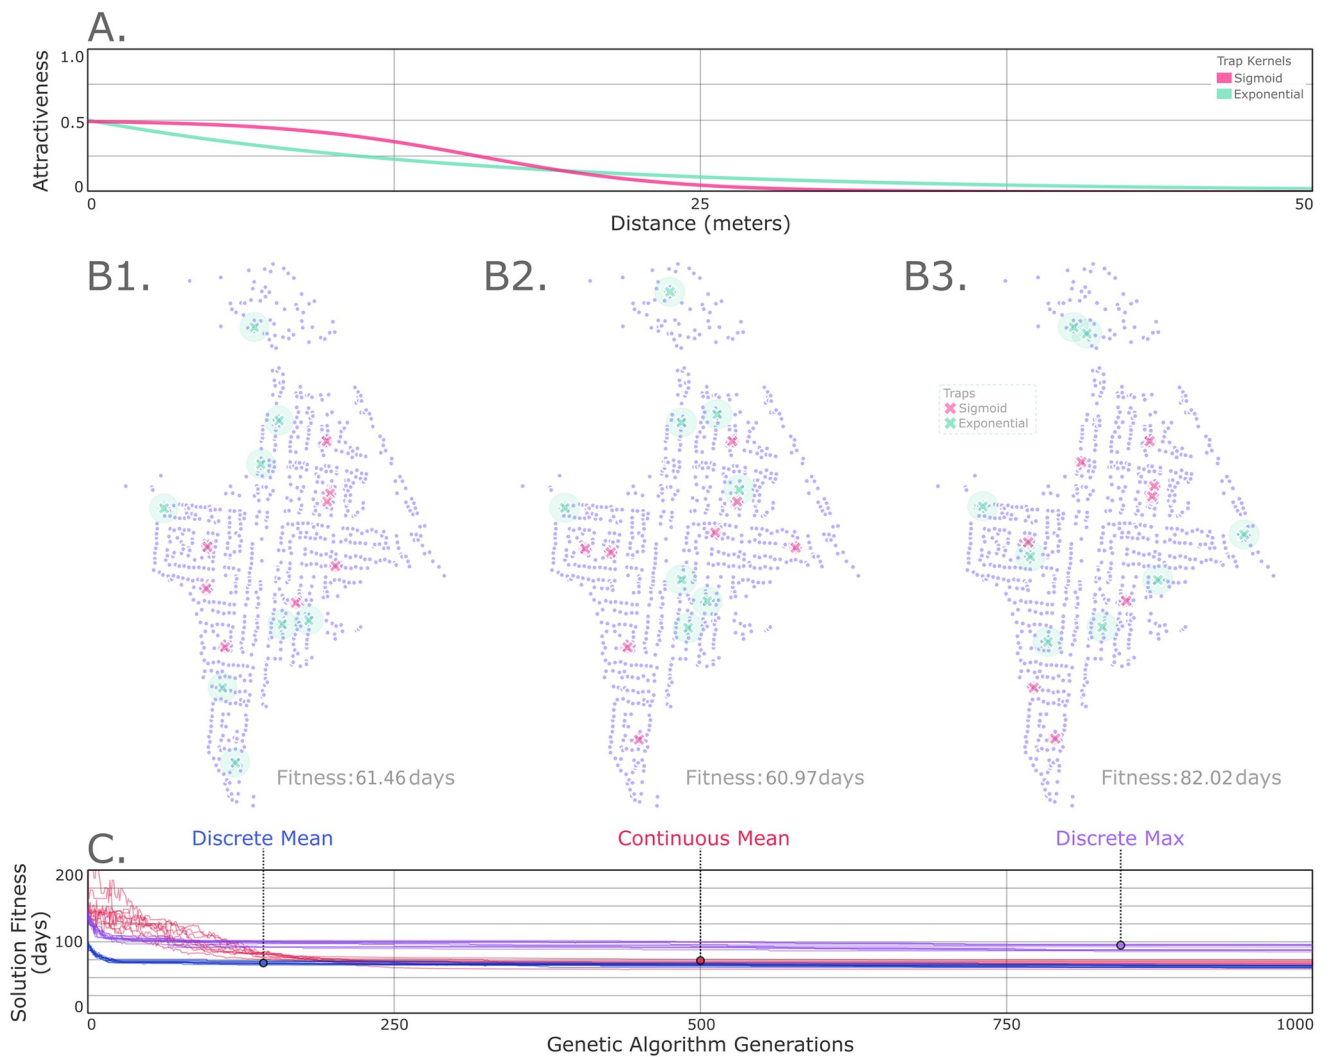 A.
Attractiveness
1.0
0.5
0
Trap Kernels
Sigmoid
Exponential
0
25
50
Distance (meters)
B1.
B2.
B3.
Traps
Sigmoid
Exponential
Fitness:61.46 days
Fitness:60.97days
Fitness:82.02days
C.
Discrete Mean
Continuous Mean
Discrete Max
Solution Fitness
(days)
200
100
0
0
250
500
750
1000
Genetic Algorithm Generations